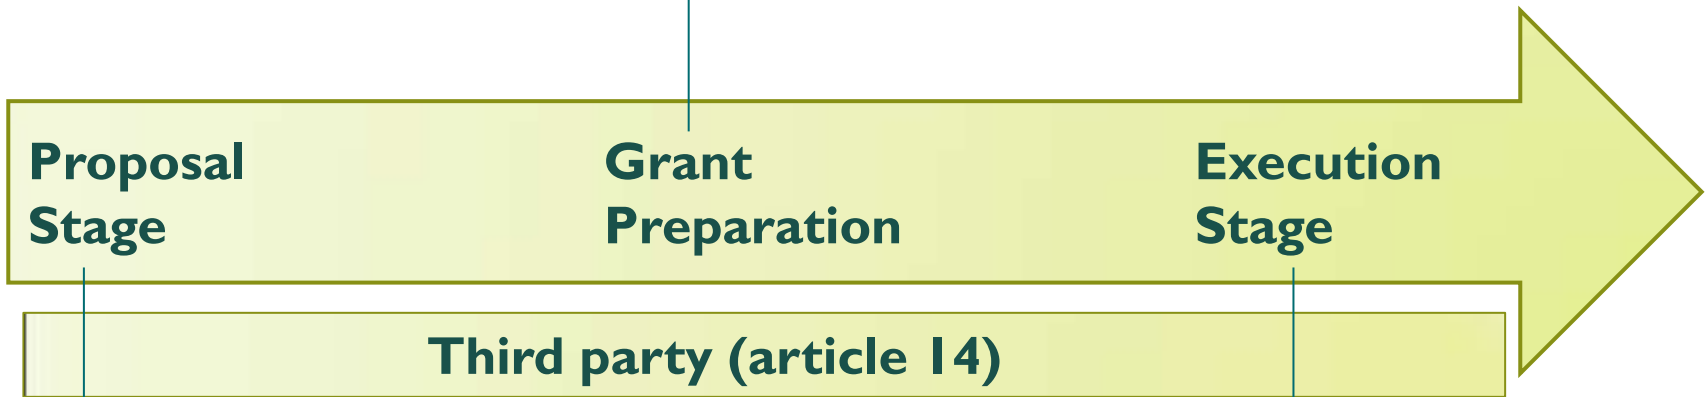 Proposal
Stage
Grant
Preparation
Execution
Stage
Third party (article 14)